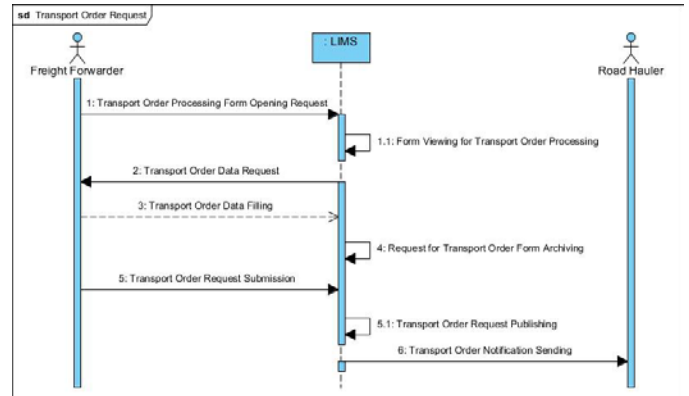 sd Transport Order Request
: LIMS
Freight Forwarder
Road Hauler
1: Transport Order Processing Form Opening Request
1.1: Form Viewing for Transport Order Processing
2: Transport Order Data Request
3: Transport Order Data Filling
4: Request for Transport Order Form Archiving
5: Transport Order Request Submission
5.1: Transport Order Request Publishing
6: Transport Order Notification Sending